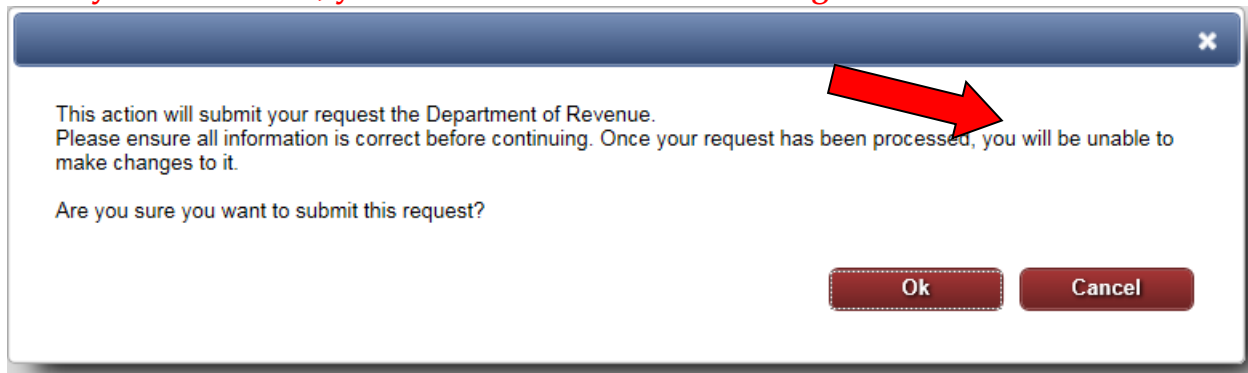 This action will submit your request the Department of Revenue.
Please ensure all information is correct before continuing. Once your request has been processed, you will be unable to
make changes to it.
Are you sure you want to submit this request?
Ok Cancel